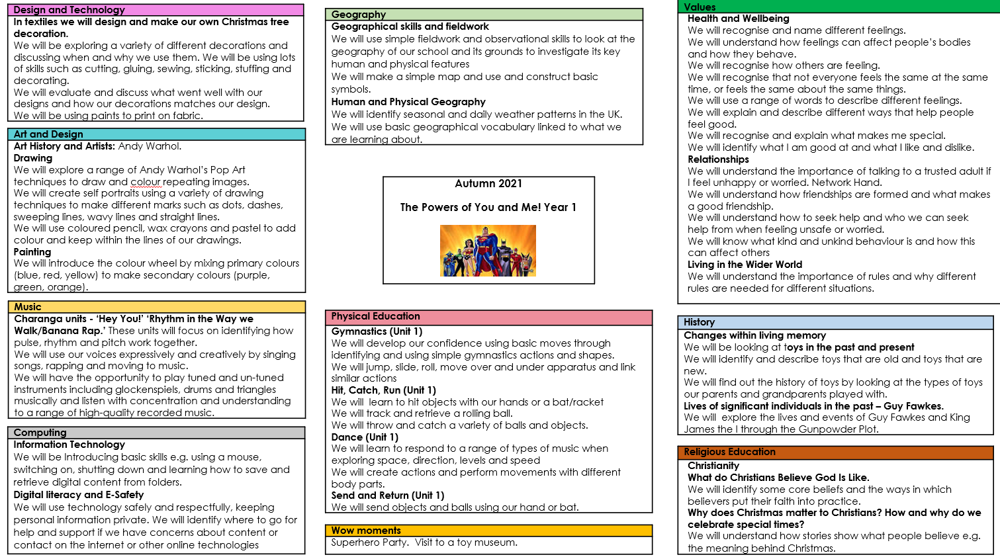 Design and Technology
In textiles we will design and make our own Christmas tree
decoration.
We will be exploring a variety of different decorations and
discussing when and why we use them. We will be using lots
of skills such as cutting, gluing, sewing, sticking, stuffing and
decorating.
We will evaluate and discuss what went well with our
designs and how our decorations matches our design.
We will be using paints to print on fabric.
Art and Design
Art History and Artists: Andy Warhol.
Drawing
We will explore a range of Andy Warhol's Pop Art
techniques to draw and colour repeating images.
We will create self portraits using a variety of drawing
techniques to make different marks such as dots, dashes,
sweeping lines, wavy lines and straight lines.
We will use coloured pencil, wax crayons and pastel to add
colour and keep within the lines of our drawings.
Painting
We will introduce the colour wheel by mixing primary colours
(blue, red, yellow) to make secondary colours (purple,
green, orange).
Music
Charanga units - 'Hey You!' 'Rhythm in the Way we
Walk/Banana Rap.' These units will focus on identifying how
pulse, rhythm and pitch work together.
We will use our voices expressively and creatively by singing
songs, rapping and moving to music.
We will have the opportunity to play tuned and un-tuned
instruments including glockenspiels, drums and triangles
musically and listen with concentration and understanding
to a range of high-quality recorded music.
Computing
Information Technology
We will be Introducing basic skills e.g. using a mouse,
switching on, shutting down and learning how to save and
retrieve digital content from folders.
Digital literacy and E-Safety
We will use technology safely and respectfully, keeping
personal information private. We will identify where to go for
help and support if we have concerns about content or
contact on the internet or other online technologies
Geography
Geographical skills and fieldwork
We will use simple fieldwork and observational skills to look at the
geography of our school and its grounds to investigate its key
human and physical features
We will make a simple map and use and construct basic
symbols.
Human and Physical Geography
We will identify seasonal and daily weather patterns in the UK.
We will use basic geographical vocabulary linked to what we
are learning about.
Autumn 2021
The Powers of You and Me! Year 1
Physical Education
Gymnastics (Unit 1)
We will develop our confidence using basic moves through
identifying and using simple gymnastics actions and shapes.
We will jump, slide, roll, move over and under apparatus and link
similar actions
Hit, Catch, Run (Unit 1)
We will learn to hit objects with our hands or a bat/racket
We will track and retrieve a rolling ball.
We will throw and catch a variety of balls and objects.
Dance (Unit 1)
We will learn to respond to a range of types of music when
exploring space, direction, levels and speed
We will create actions and perform movements with different
body parts.
Send and Return (Unit 1)
We will send objects and balls using our hand or bat.
Wow moments
Superhero Party. Visit to a toy museum.
Values
Health and Wellbeing
We will recognise and name different feelings.
We will understand how feelings can affect people's bodies
and how they behave.
We will recognise how others are feeling.
We will recognise that not everyone feels the same at the same
time, or feels the same about the same things.
We will use a range of words to describe different feelings.
We will explain and describe different ways that help people
feel good.
We will recognise and explain what makes me special.
We will identify what I am good at and what I like and dislike.
Relationships
We will understand the importance of talking to a trusted adult if
I feel unhappy or worried. Network Hand.
We will understand how friendships are formed and what makes
a good friendship.
We will understand how to seek help and who we can seek
help from when feeling unsafe or worried.
We will know what kind and unkind behaviour is and how this
can affect others
Living in the Wider World
We will understand the importance of rules and why different
rules are needed for different situations.
History
Changes within living memory
We will be looking at toys in the past and present
We will identify and describe toys that are old and toys that are
new.
We will find out the history of toys by looking at the types of toys
our parents and grandparents played with.
Lives of significant individuals in the past – Guy Fawkes.
We will explore the lives and events of Guy Fawkes and King
James the I through the Gunpowder Plot.
Religious Education
Christianity
What do Christians Believe God Is Like.
We will identify some core beliefs and the ways in which
believers put their faith into practice.
Why does Christmas matter to Christians? How and why do we
celebrate special times?
We will understand how stories show what people believe e.g.
the meaning behind Christmas.